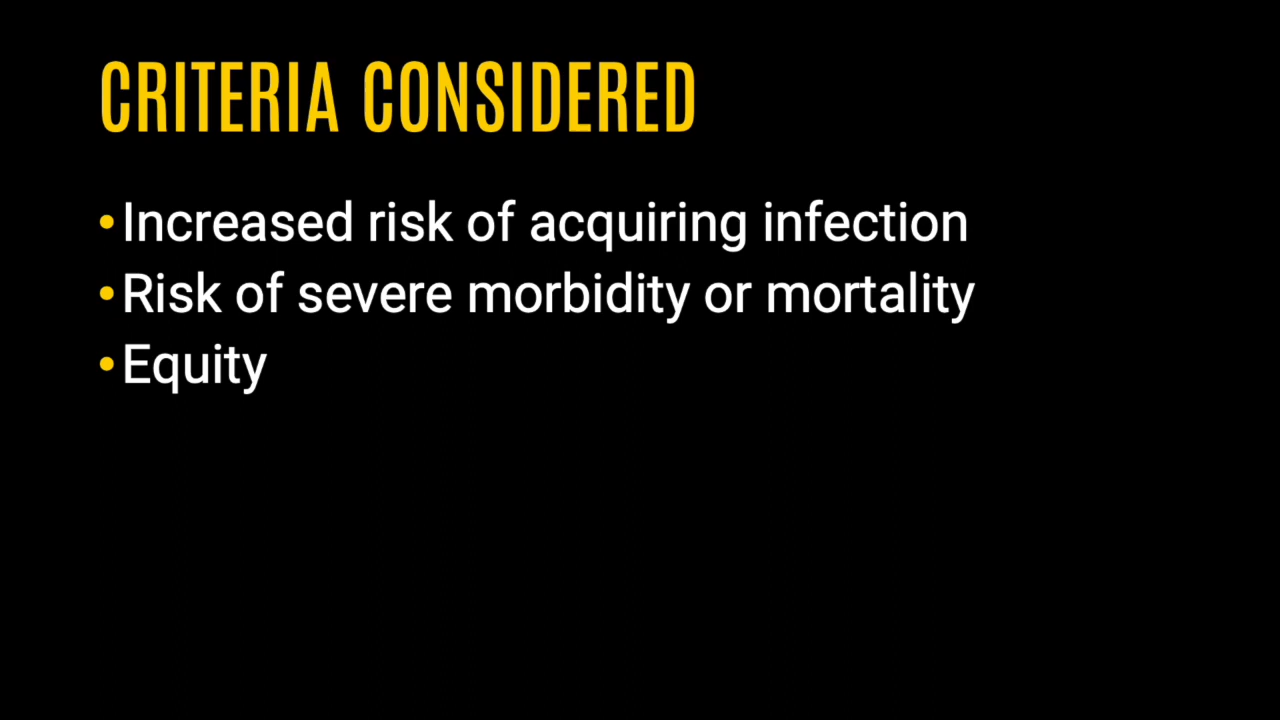 CRITERIA CONSIDERED
•Increased risk of acquiring infection
•Risk of severe morbidity or mortality
•Equity